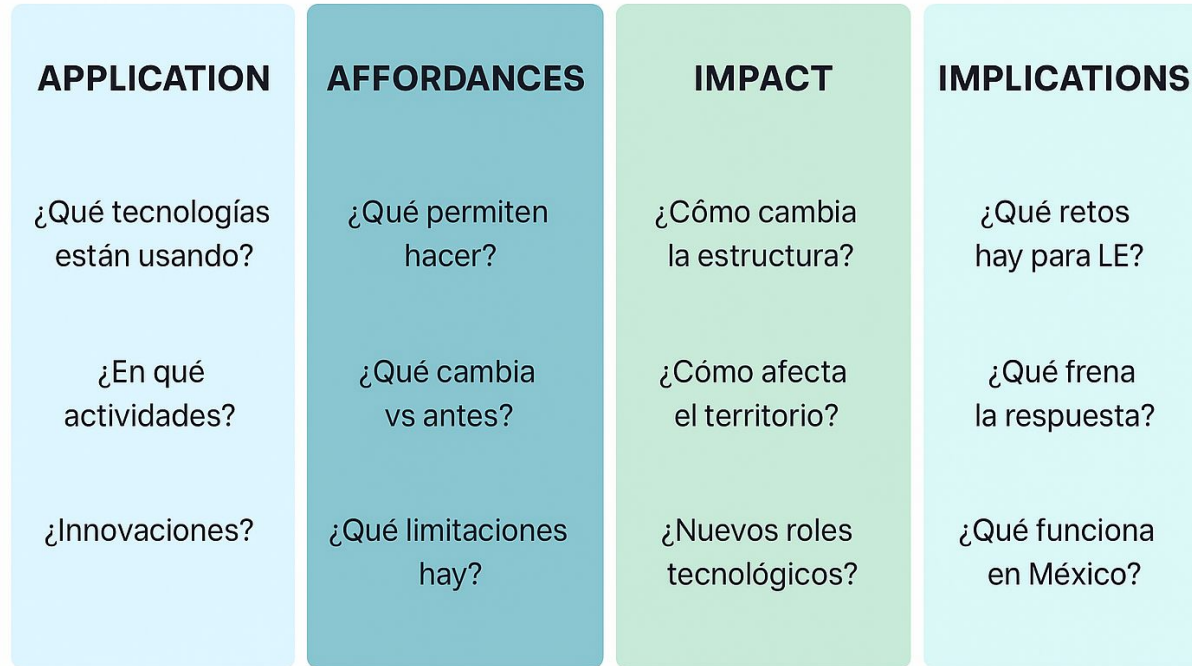 APPLICATION
¿Qué tecnologías
están usando?
¿En qué
actividades?
¿Innovaciones?
AFFORDANCES
¿Qué permiten
hacer?
¿Qué cambia
vs antes?
¿Qué limitaciones
hay?
IMPACT
¿Cômo cambia
la estructura?
¿Cómo afecta
el territorio?
¿Nuevos roles
tecnológicos?
IMPLICATIONS
¿Qué retos
hay para LE?
¿Qué frena
la respuesta?
¿Qué funciona
en México?